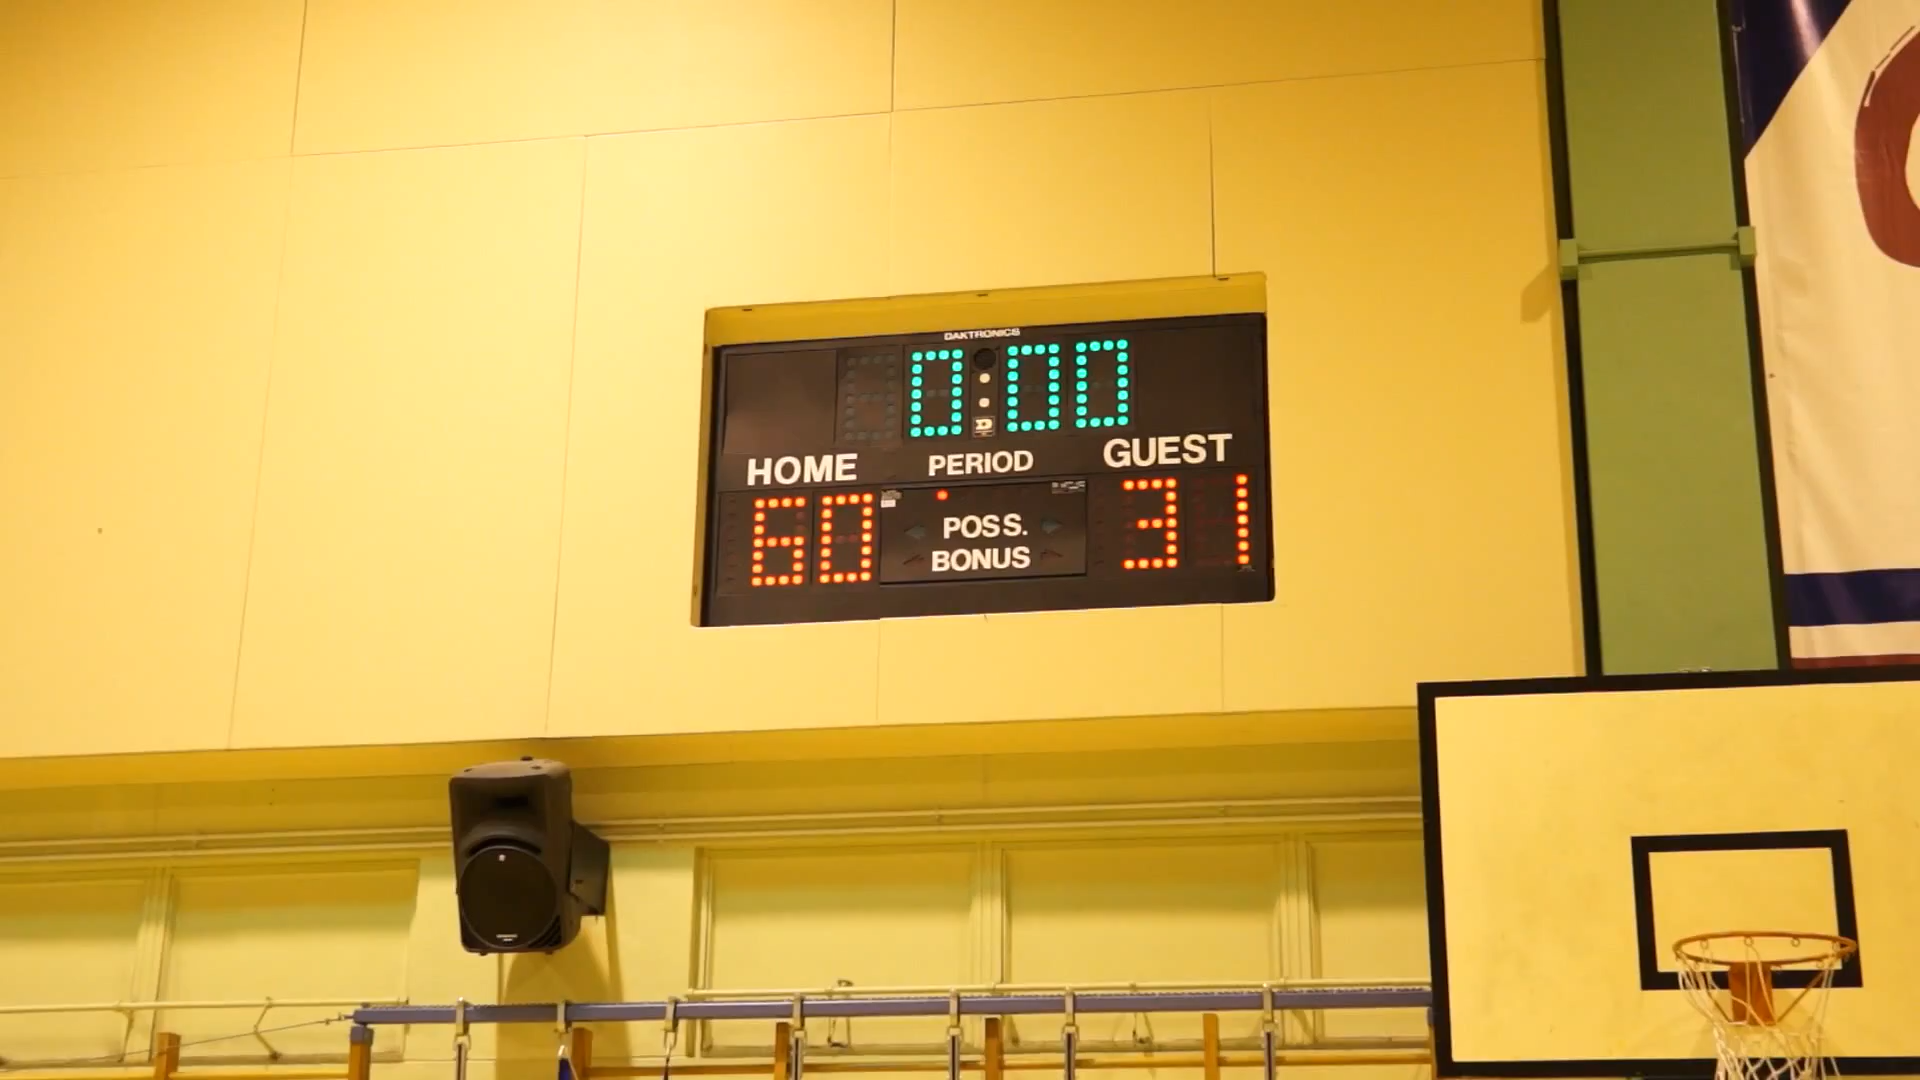 DAKTRONICS
0:00
HOME PERIOD GUEST
60 31
POSS.
BONUS